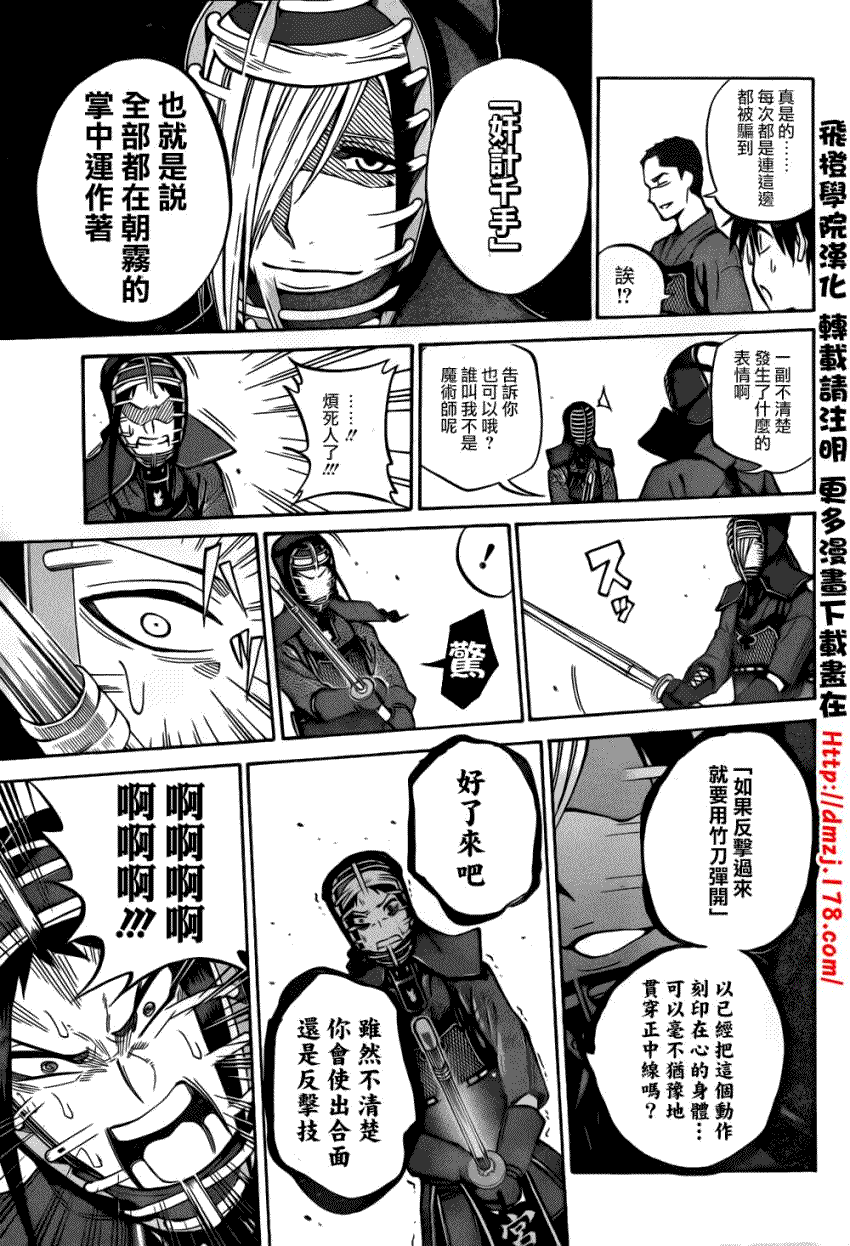 真是的……
每次都是連這邊
都被騙到
誒!?
「奸計千手」
也就是說
全部都在朝霧的
掌中運作著
一副不清楚
發生了什麼的
表情啊
告訴你
也可以哦?
誰叫我不是
魔術師呢
……!!
煩死人了!!!
スッ
!
驚
「如果反擊過來
就要用竹刀彈開」
以已經把這個動作
刻印在心的身體…
可以毫不猶豫地
貫穿正中線嗎?
好了來吧
雖然不清楚
你會使出合面
還是反擊技
宮
啊啊啊啊
啊啊啊!!!
飛橙學院漢化 轉載請注明 更多漫畫下載盡在 Http://dmzj.178.com/